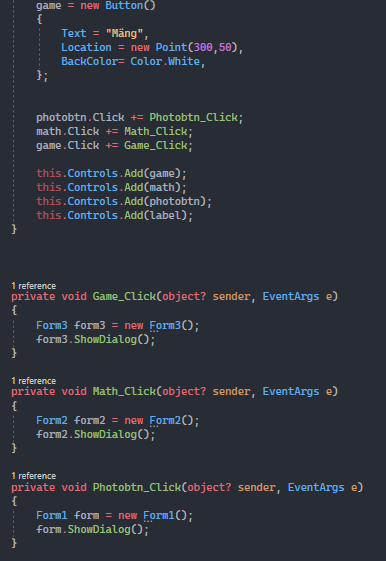 game = new Button()
{
Text = "Mäng",
Location = new Point(300,50),
BackColor= Color.White,
};
photobtn.Click += Photobtn_Click;
math.Click += Math_Click;
game.Click += Game_Click;
this.Controls.Add(game);
this.Controls.Add(math);
this.Controls.Add(photobtn);
this.Controls.Add(label);
}
1 reference
private void Game_Click(object? sender, EventArgs e)
{
Form3 form3 = new Form3();
form3.ShowDialog();
}
1 reference
private void Math_Click(object? sender, EventArgs e)
{
Form2 form2 = new Form2();
form2.ShowDialog();
}
1 reference
private void Photobtn_Click(object? sender, EventArgs e)
{
Form1 form = new Form1();
form.ShowDialog();
}